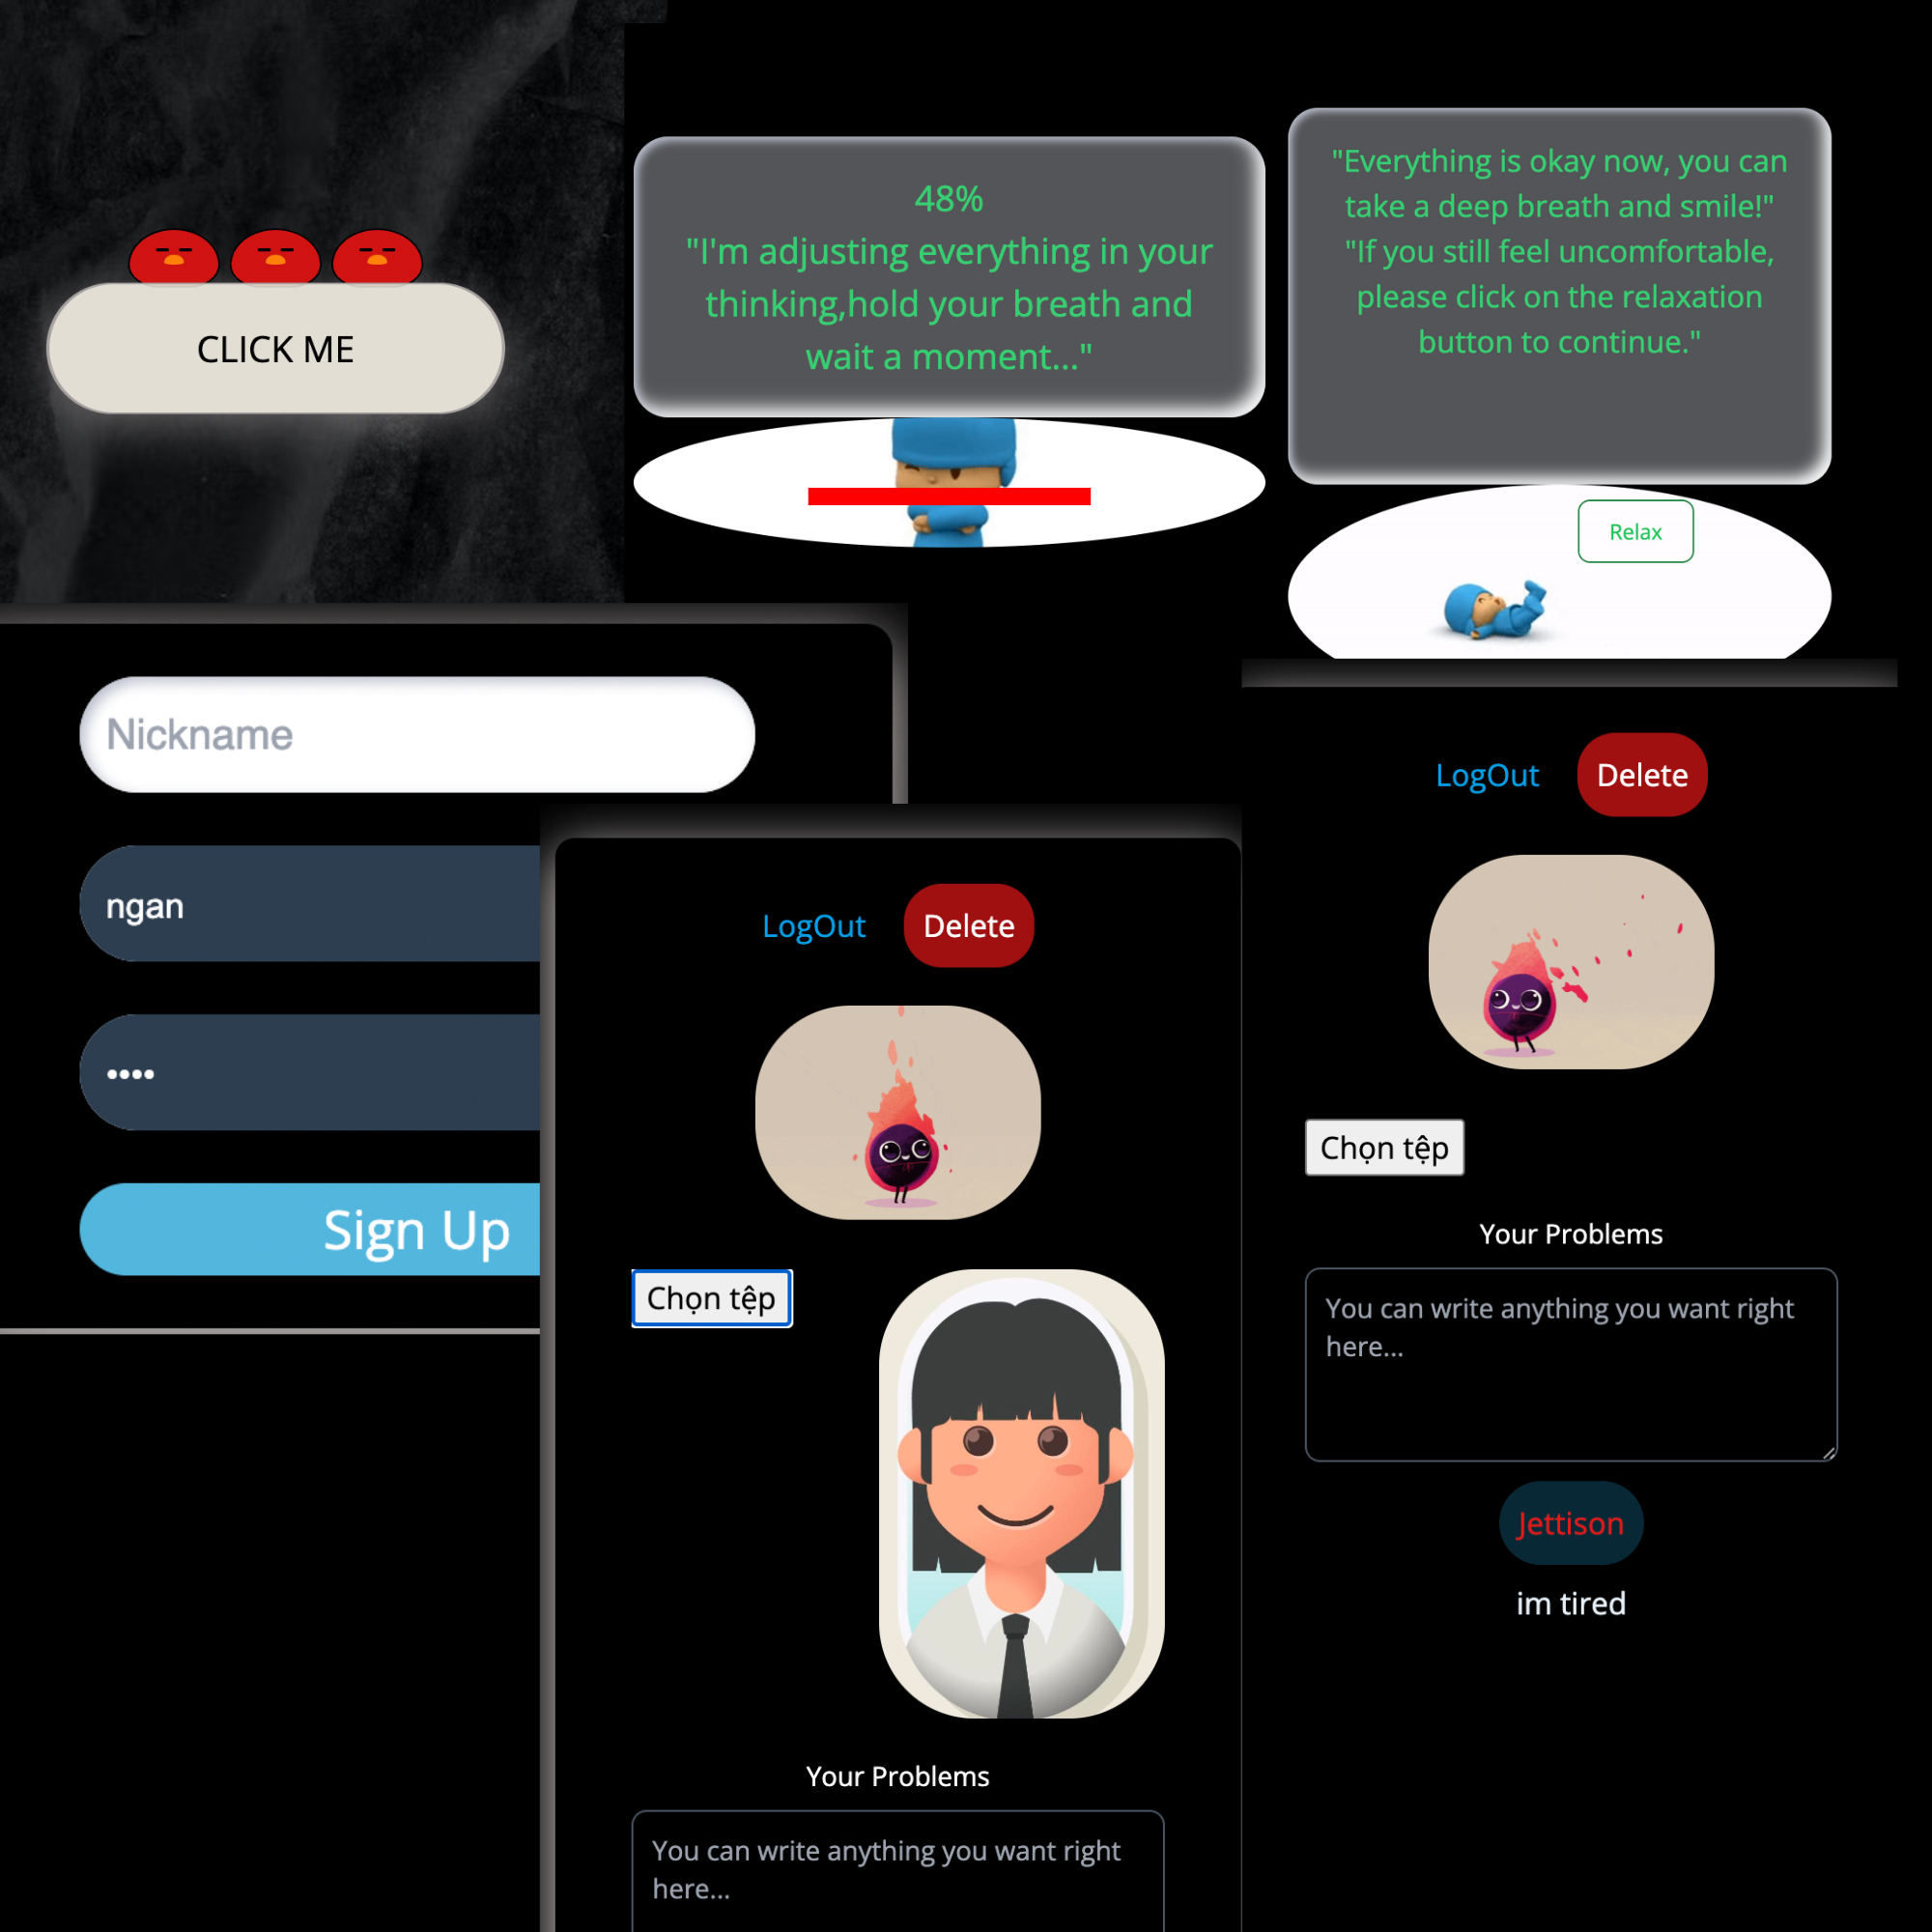 CLICK ME
48%
"I'm adjusting everything in your
thinking,hold your breath and
wait a moment..."
"Everything is okay now, you can
take a deep breath and smile!"
"If you still feel uncomfortable,
please click on the relaxation
button to continue."
Relax
Nickname
ngan
••••
Sign Up
LogOut Delete
Chọn tệp
Your Problems
You can write anything you want right
here...
LogOut Delete
Chọn tệp
Your Problems
You can write anything you want right
here...
Jettison
im tired